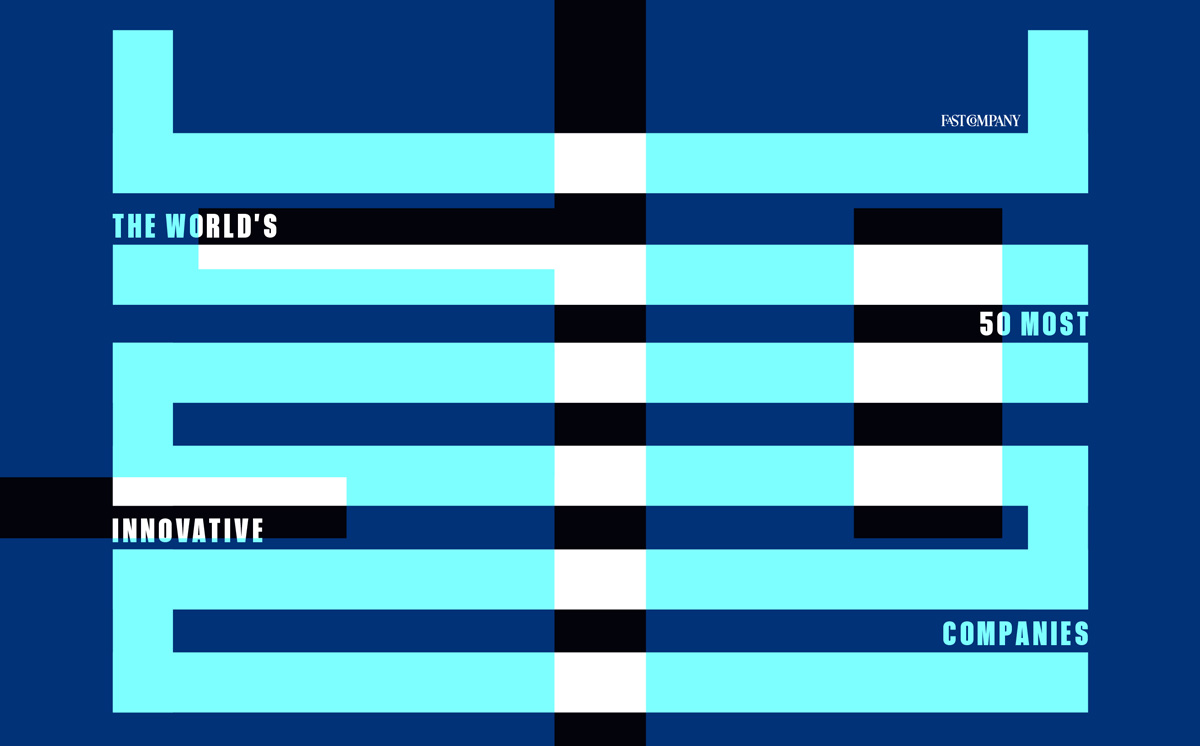 FAST COMPANY
THE WORLD'S
50 MOST
INNOVATIVE
COMPANIES